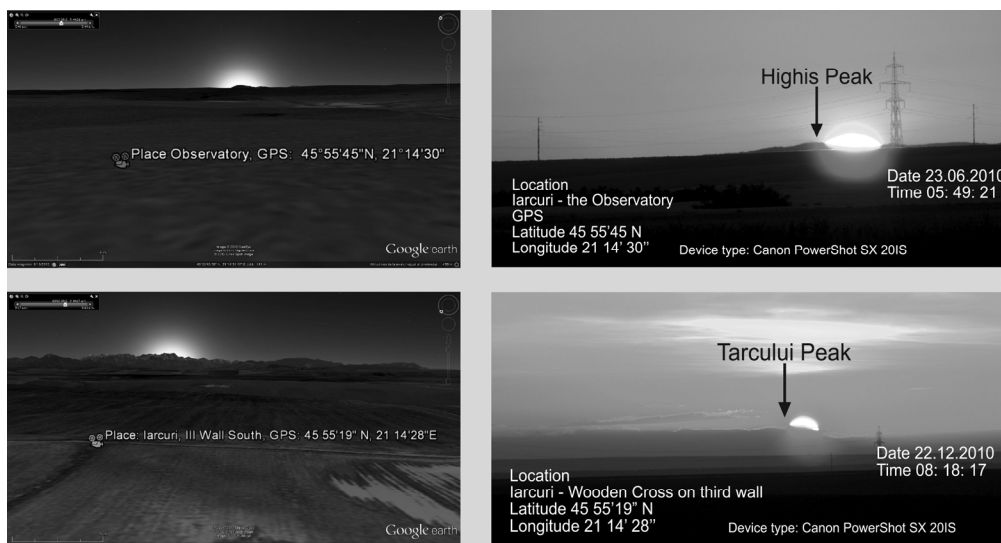 Place Observatory, GPS: 45°55'45"N, 21°14'30"
Google earth
Highis Peak
Location
Iarcuri - the Observatory
GPS
Latitude 45 55'45 N
Longitude 21 14' 30"
Date 23.06.2010
Time 05: 49: 21
Device type: Canon PowerShot SX 20IS
Place: Iarcuri, III Wall South, GPS: 45 55'19" N, 21 14'28"E
Google earth
Tarcului Peak
Location
Iarcuri - Wooden Cross on third wall
Latitude 45 55'19" N
Longitude 21 14' 28"
Date 22.12.2010
Time 08: 18: 17
Device type: Canon PowerShot SX 20IS